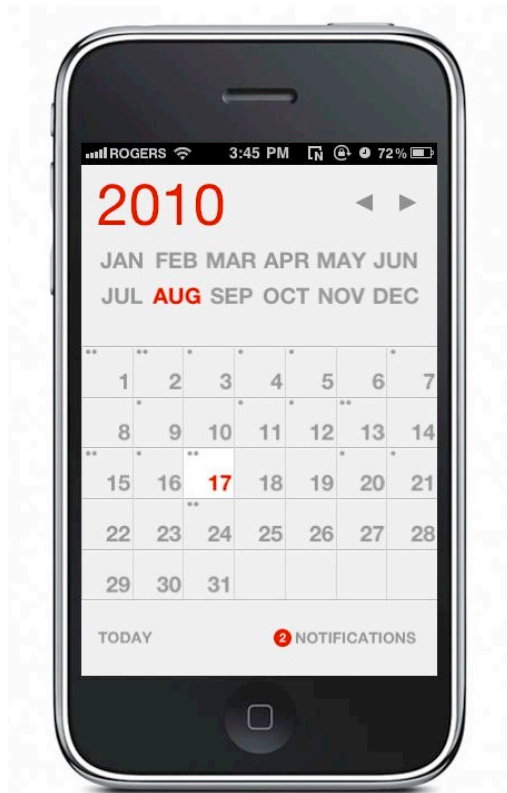 ROGERS 3:45 PM 72%
2010
JAN FEB MAR APR MAY JUN
JUL AUG SEP OCT NOV DEC
1 2 3 4 5 6 7
8 9 10 11 12 13 14
15 16 17 18 19 20 21
22 23 24 25 26 27 28
29 30 31
TODAY 2 NOTIFICATIONS